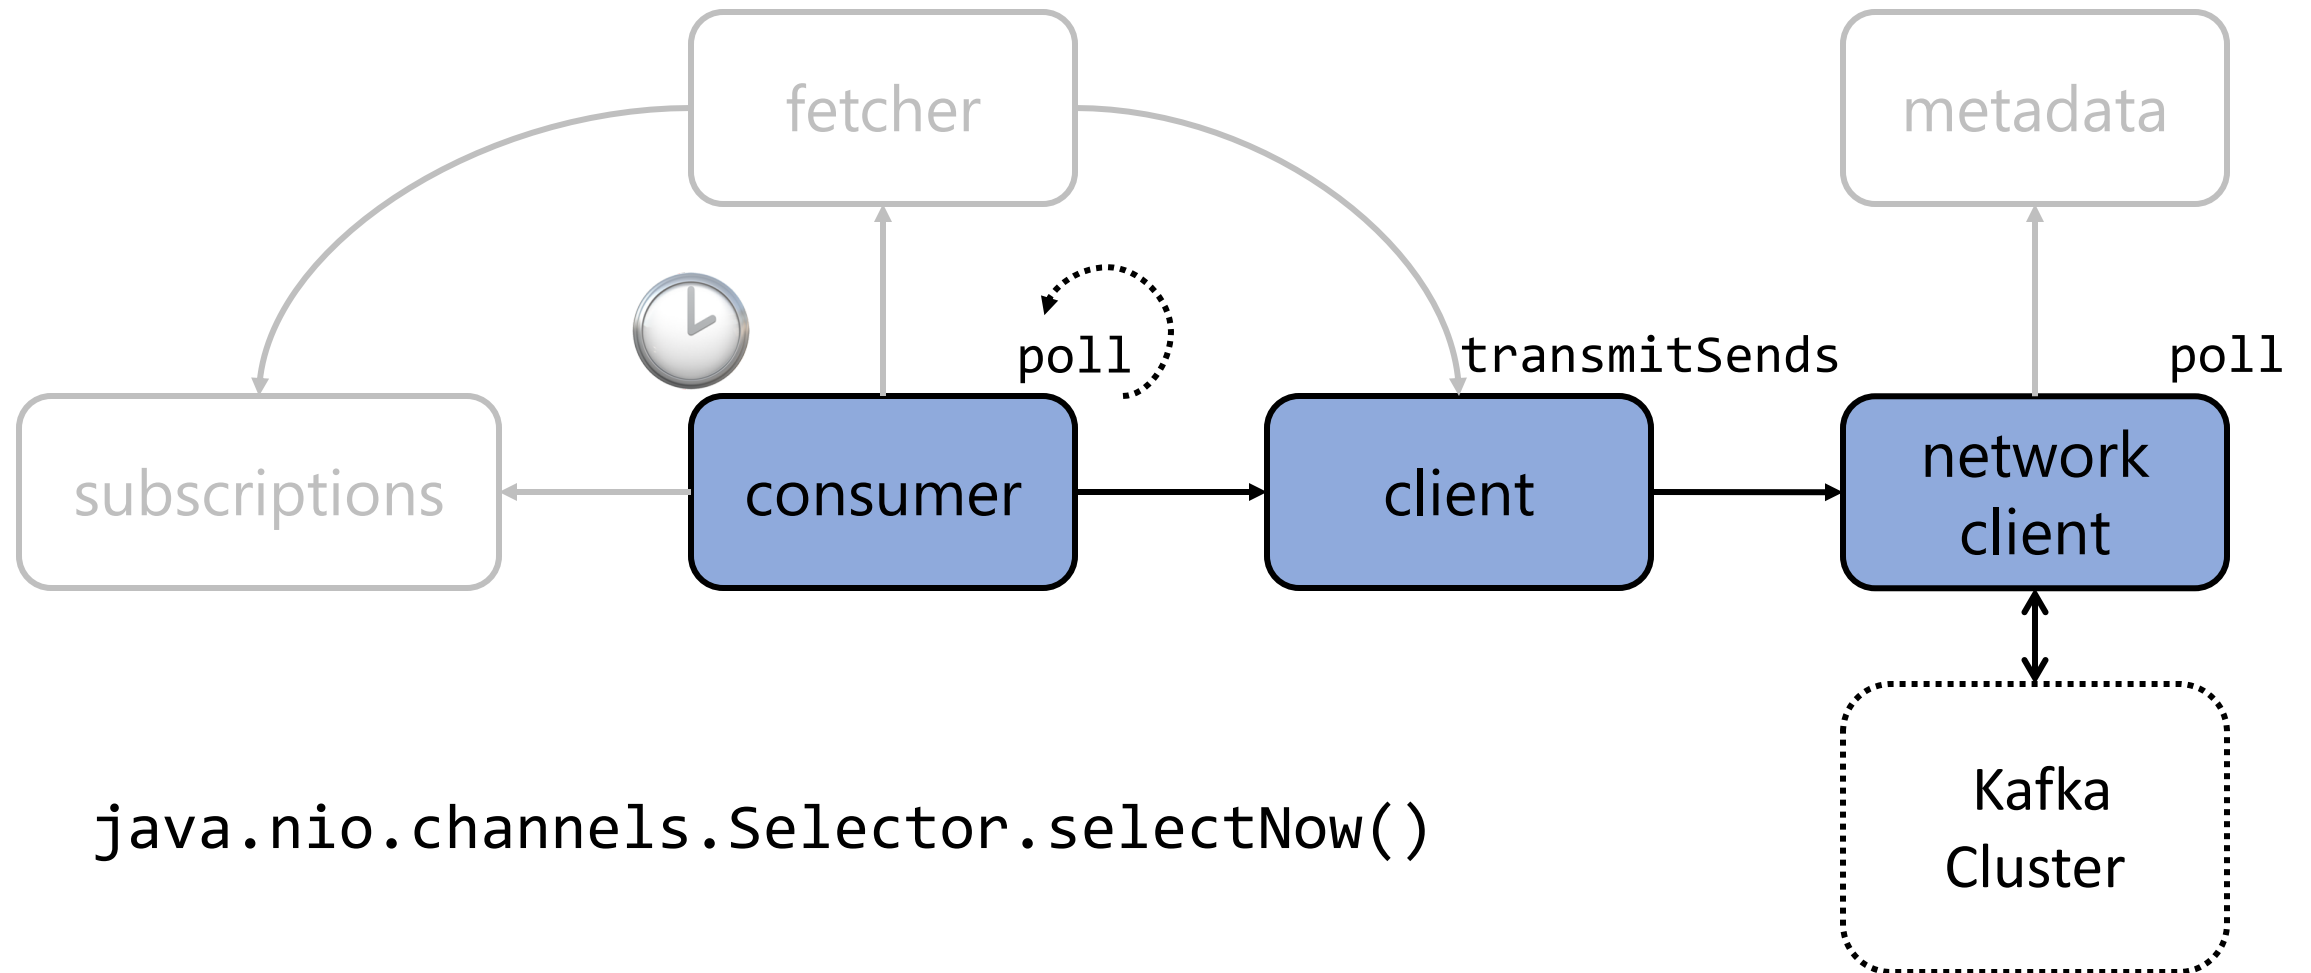 fetcher
metadata
poll
transmitSends
poll
subscriptions
consumer
client
network
client
java.nio.channels.Selector.selectNow()
Kafka
Cluster